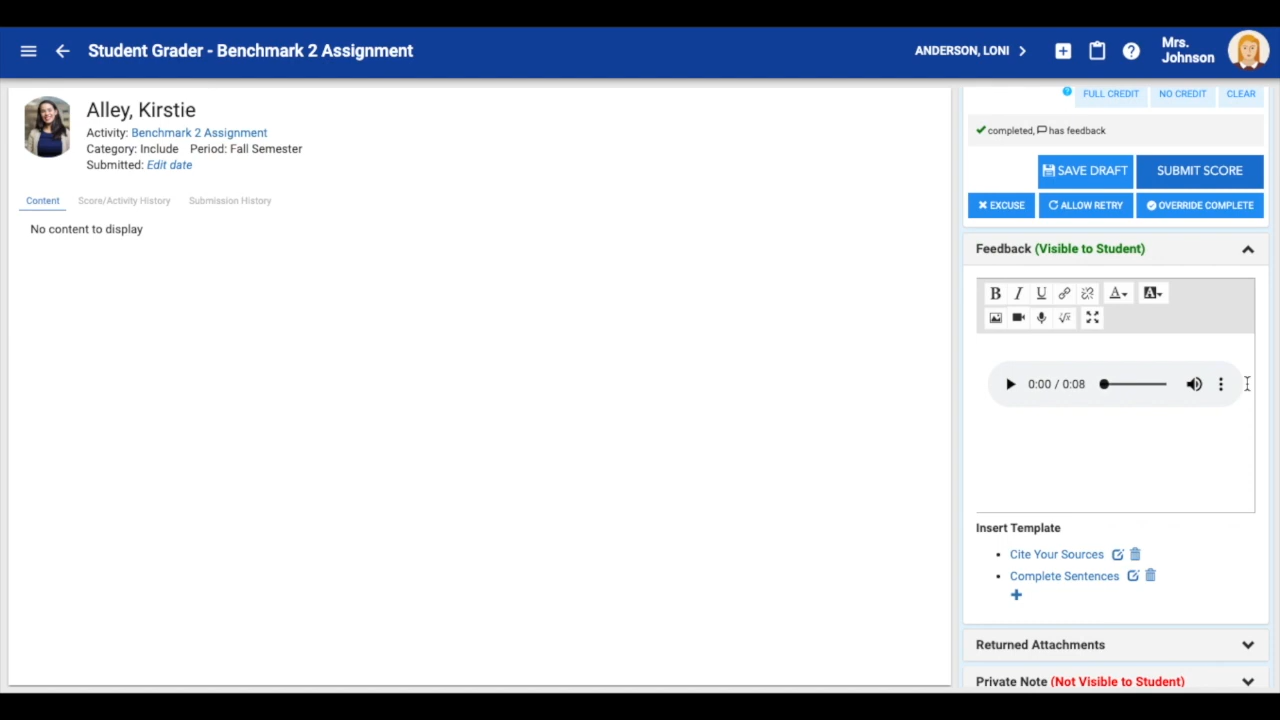 Student Grader - Benchmark 2 Assignment
ANDERSON, LONI
Mrs.
Johnson
Alley, Kirstie
Activity: Benchmark 2 Assignment
Category: Include Period: Fall Semester
Submitted: Edit date
Content Score/Activity History Submission History
No content to display
FULL CREDIT NO CREDIT CLEAR
completed, has feedback
SAVE DRAFT SUBMIT SCORE
EXCUSE ALLOW RETRY OVERRIDE COMPLETE
Feedback (Visible to Student)
B I U A A
0:00 / 0:08
Insert Template
Cite Your Sources
Complete Sentences
Returned Attachments
Private Note (Not Visible to Student)